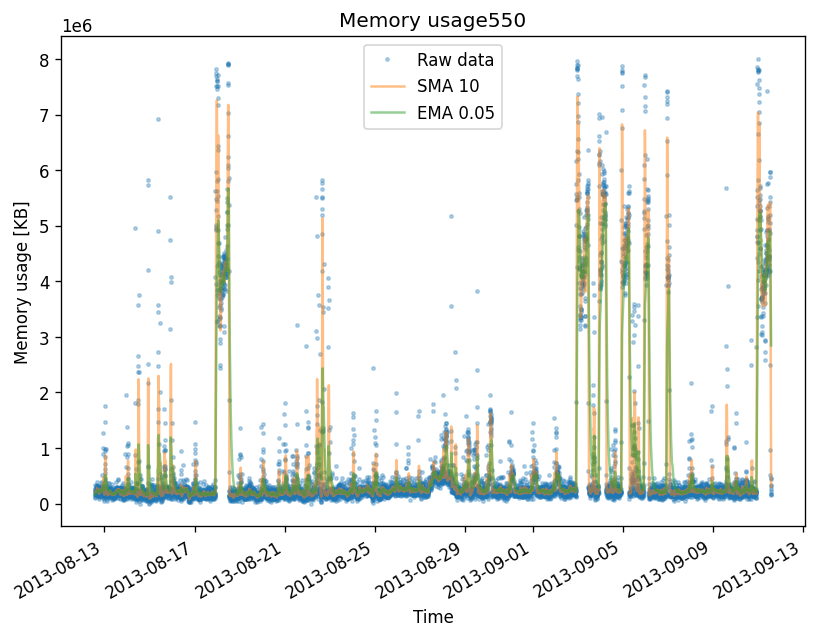 Memory usage550
1e6
Raw data
SMA 10
EMA 0.05
8
7
6
5
4
3
2
1
0
Memory usage [KB]
2013-08-13
2013-08-17
2013-08-21
2013-08-25
2013-08-29
2013-09-01
2013-09-05
2013-09-09
2013-09-13
Time